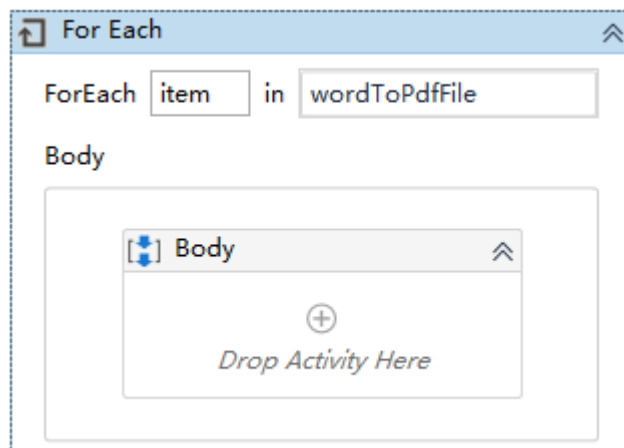 For Each
ForEach item in wordToPdfFile
Body
Body
Drop Activity Here